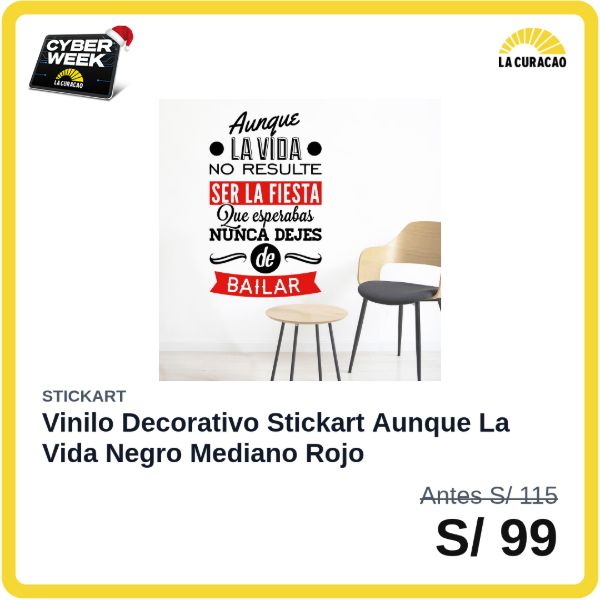 CYBER
WEEK
LA CURACAO
LA CURACAO
Aunque
LA VIDA
NO RESULTE
SER LA FIESTA
Que esperabas
NUNCA DEJES
de
BAILAR
STICKART
Vinilo Decorativo Stickart Aunque La
Vida Negro Mediano Rojo
Antes S/ 115
S/ 99